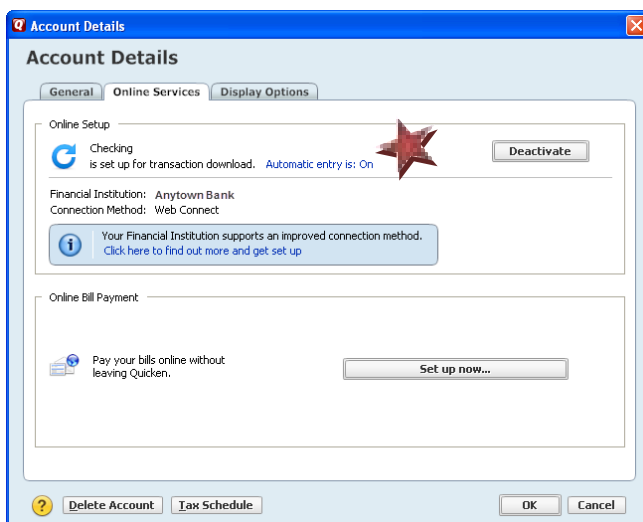 Account Details
Account Details
General Online Services Display Options
Online Setup
Checking
is set up for transaction download. Automatic entry is: On
Deactivate
Financial Institution: Anytown Bank
Connection Method: Web Connect
Your Financial Institution supports an improved connection method.
Click here to find out more and get set up
Online Bill Payment
Pay your bills online without
leaving Quicken.
Set up now...
? Delete Account Tax Schedule OK Cancel